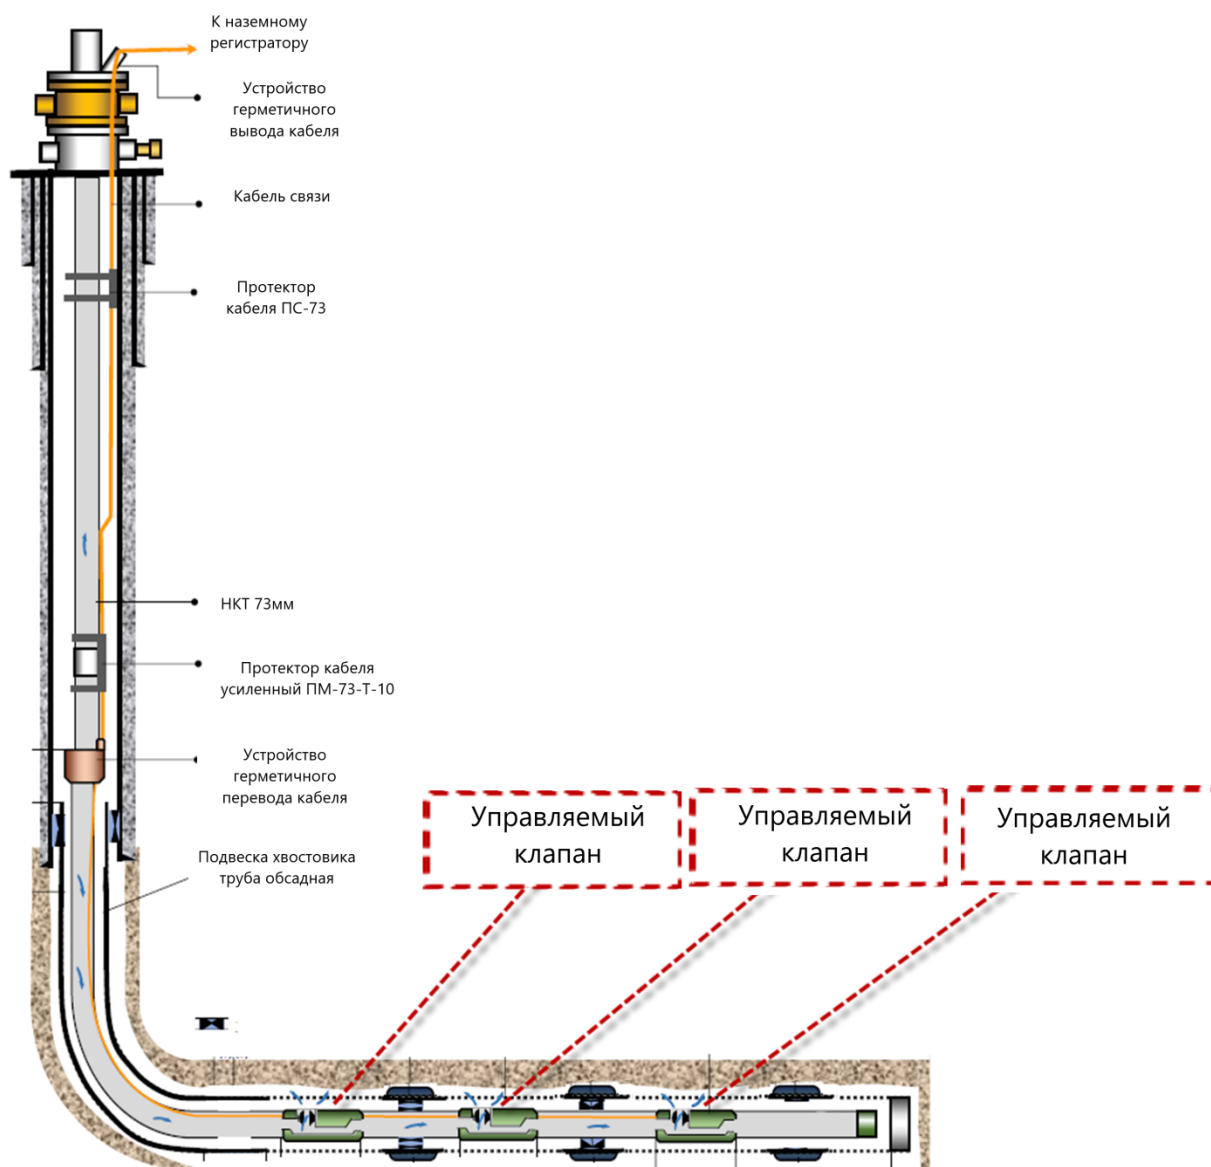 К наземному
регистратору
Устройство
герметичного
вывода кабеля
Кабель связи
Протектор
кабеля ПС-73
НКТ 73мм
Протектор кабеля
усиленный ПМ-73-Т-10
Устройство
герметичного
перевода кабеля
Подвеска хвостовика
труба обсадная
Управляемый
клапан
Управляемый
клапан
Управляемый
клапан